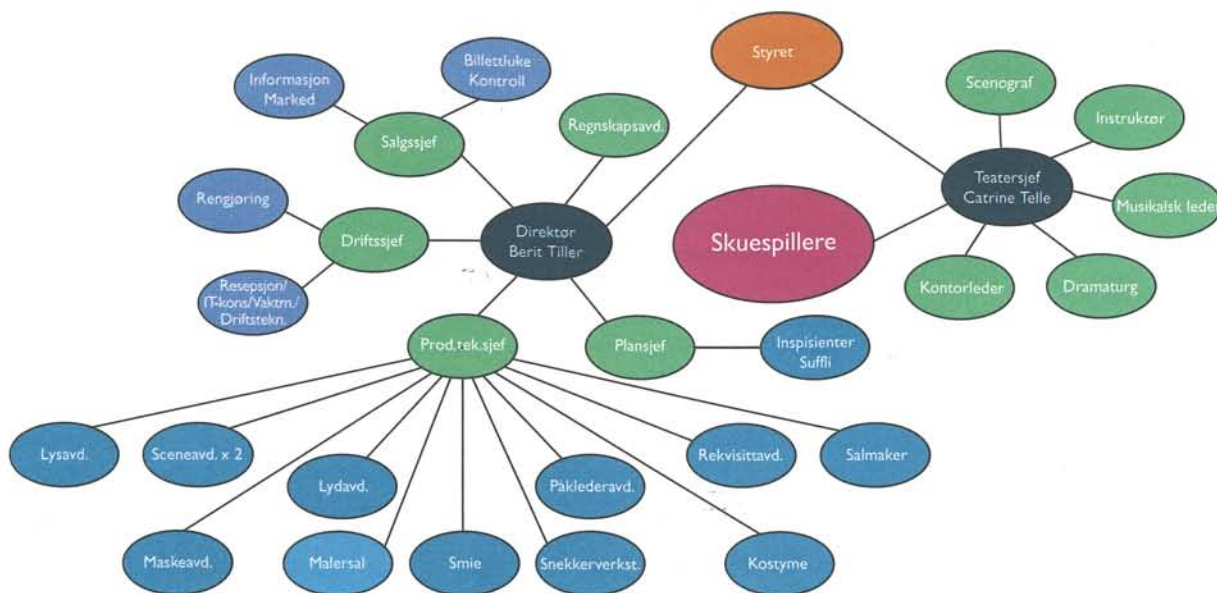 Styret
Billettluke
Kontroll
Informasjon
Marked
Scenograf
Instruktør
Regnskapsavd.
Salgssjef
Teatersjef
Catrine Telle
Rengjøring
Musikalsk leder
Driftssjef
Direktør
Berit Tiller
Skuespillere
Kontorleder
Dramaturg
Resepsjon/
IT-kons/Vaktm./
Driftstekn.
Prod.tek.sjef
Plansjef
Inspisienter
Suffli
Lysavd.
Sceneavd. x 2
Rekvisittavd.
Salmaker
Lydavd.
Påklederavd.
Maskeavd.
Malersal
Smie
Snekkerverkst.
Kostyme